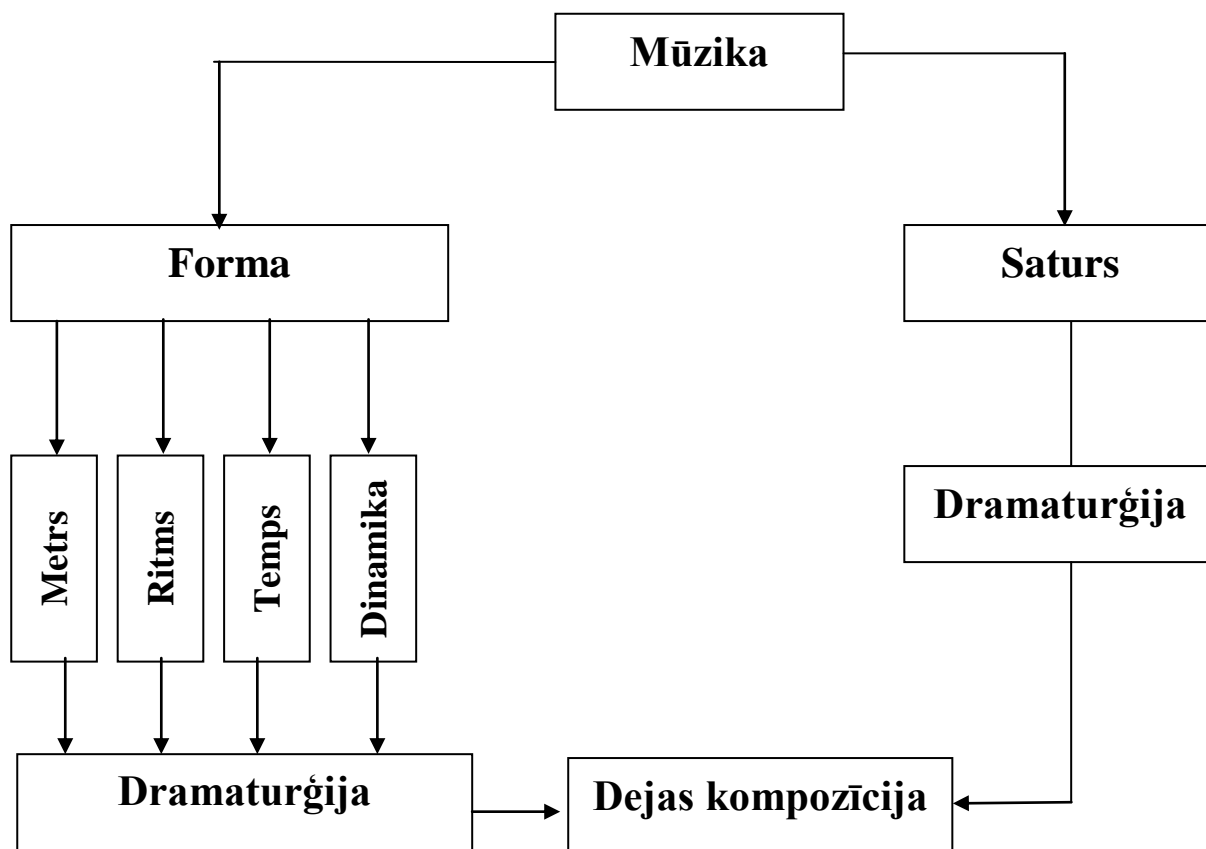 Mūzika
Forma
Saturs
Metrs
Ritms
Temps
Dinamika
Dramaturģija
Dramaturģija
Dejas kompozīcija